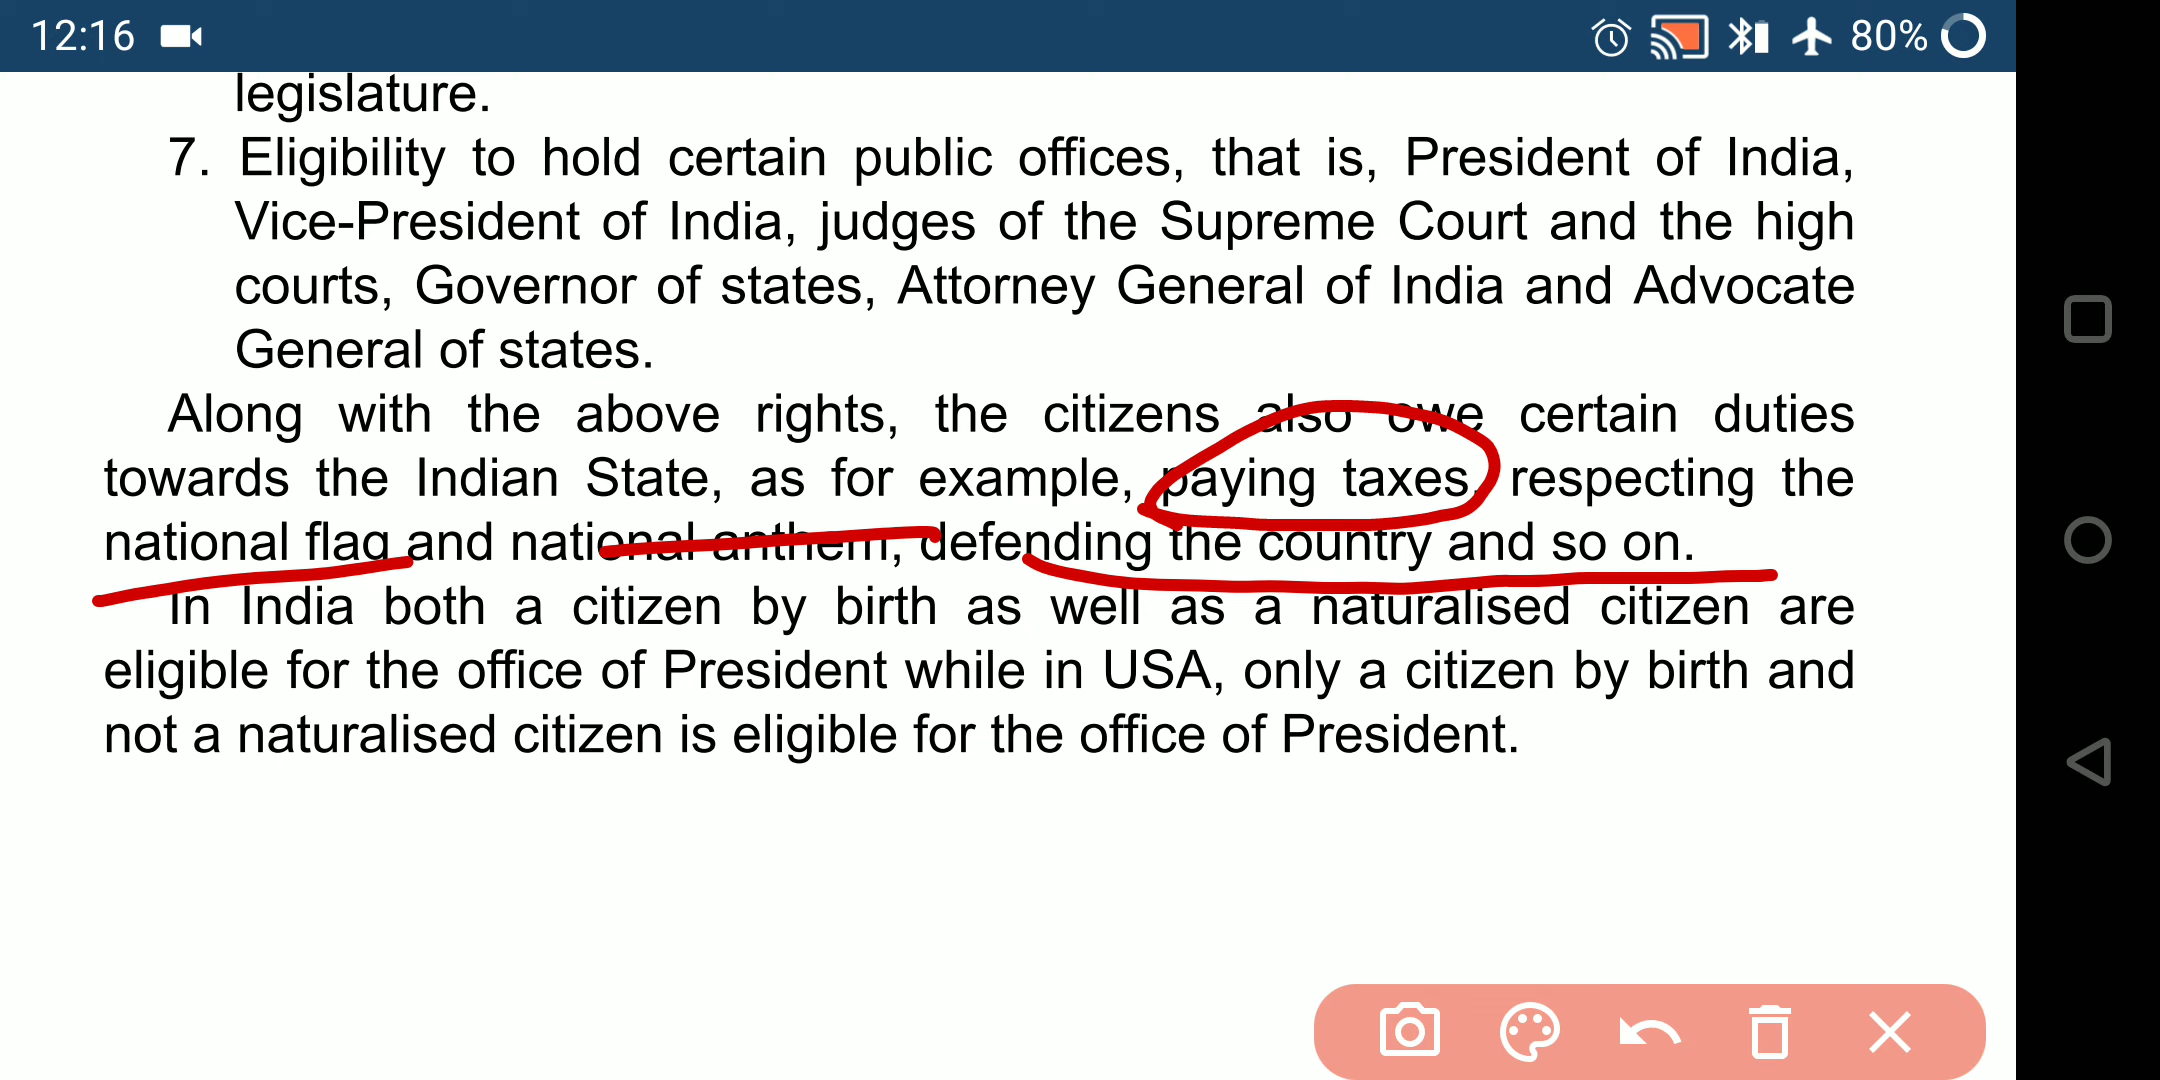 12:16
80%
legislature.
7. Eligibility to hold certain public offices, that is, President of India,
Vice-President of India, judges of the Supreme Court and the high
courts, Governor of states, Attorney General of India and Advocate
General of states.
Along with the above rights, the citizens also owe certain duties
towards the Indian State, as for example, paying taxes, respecting the
national flag and national anthem, defending the country and so on.
In India both a citizen by birth as well as a naturalised citizen are
eligible for the office of President while in USA, only a citizen by birth and
not a naturalised citizen is eligible for the office of President.